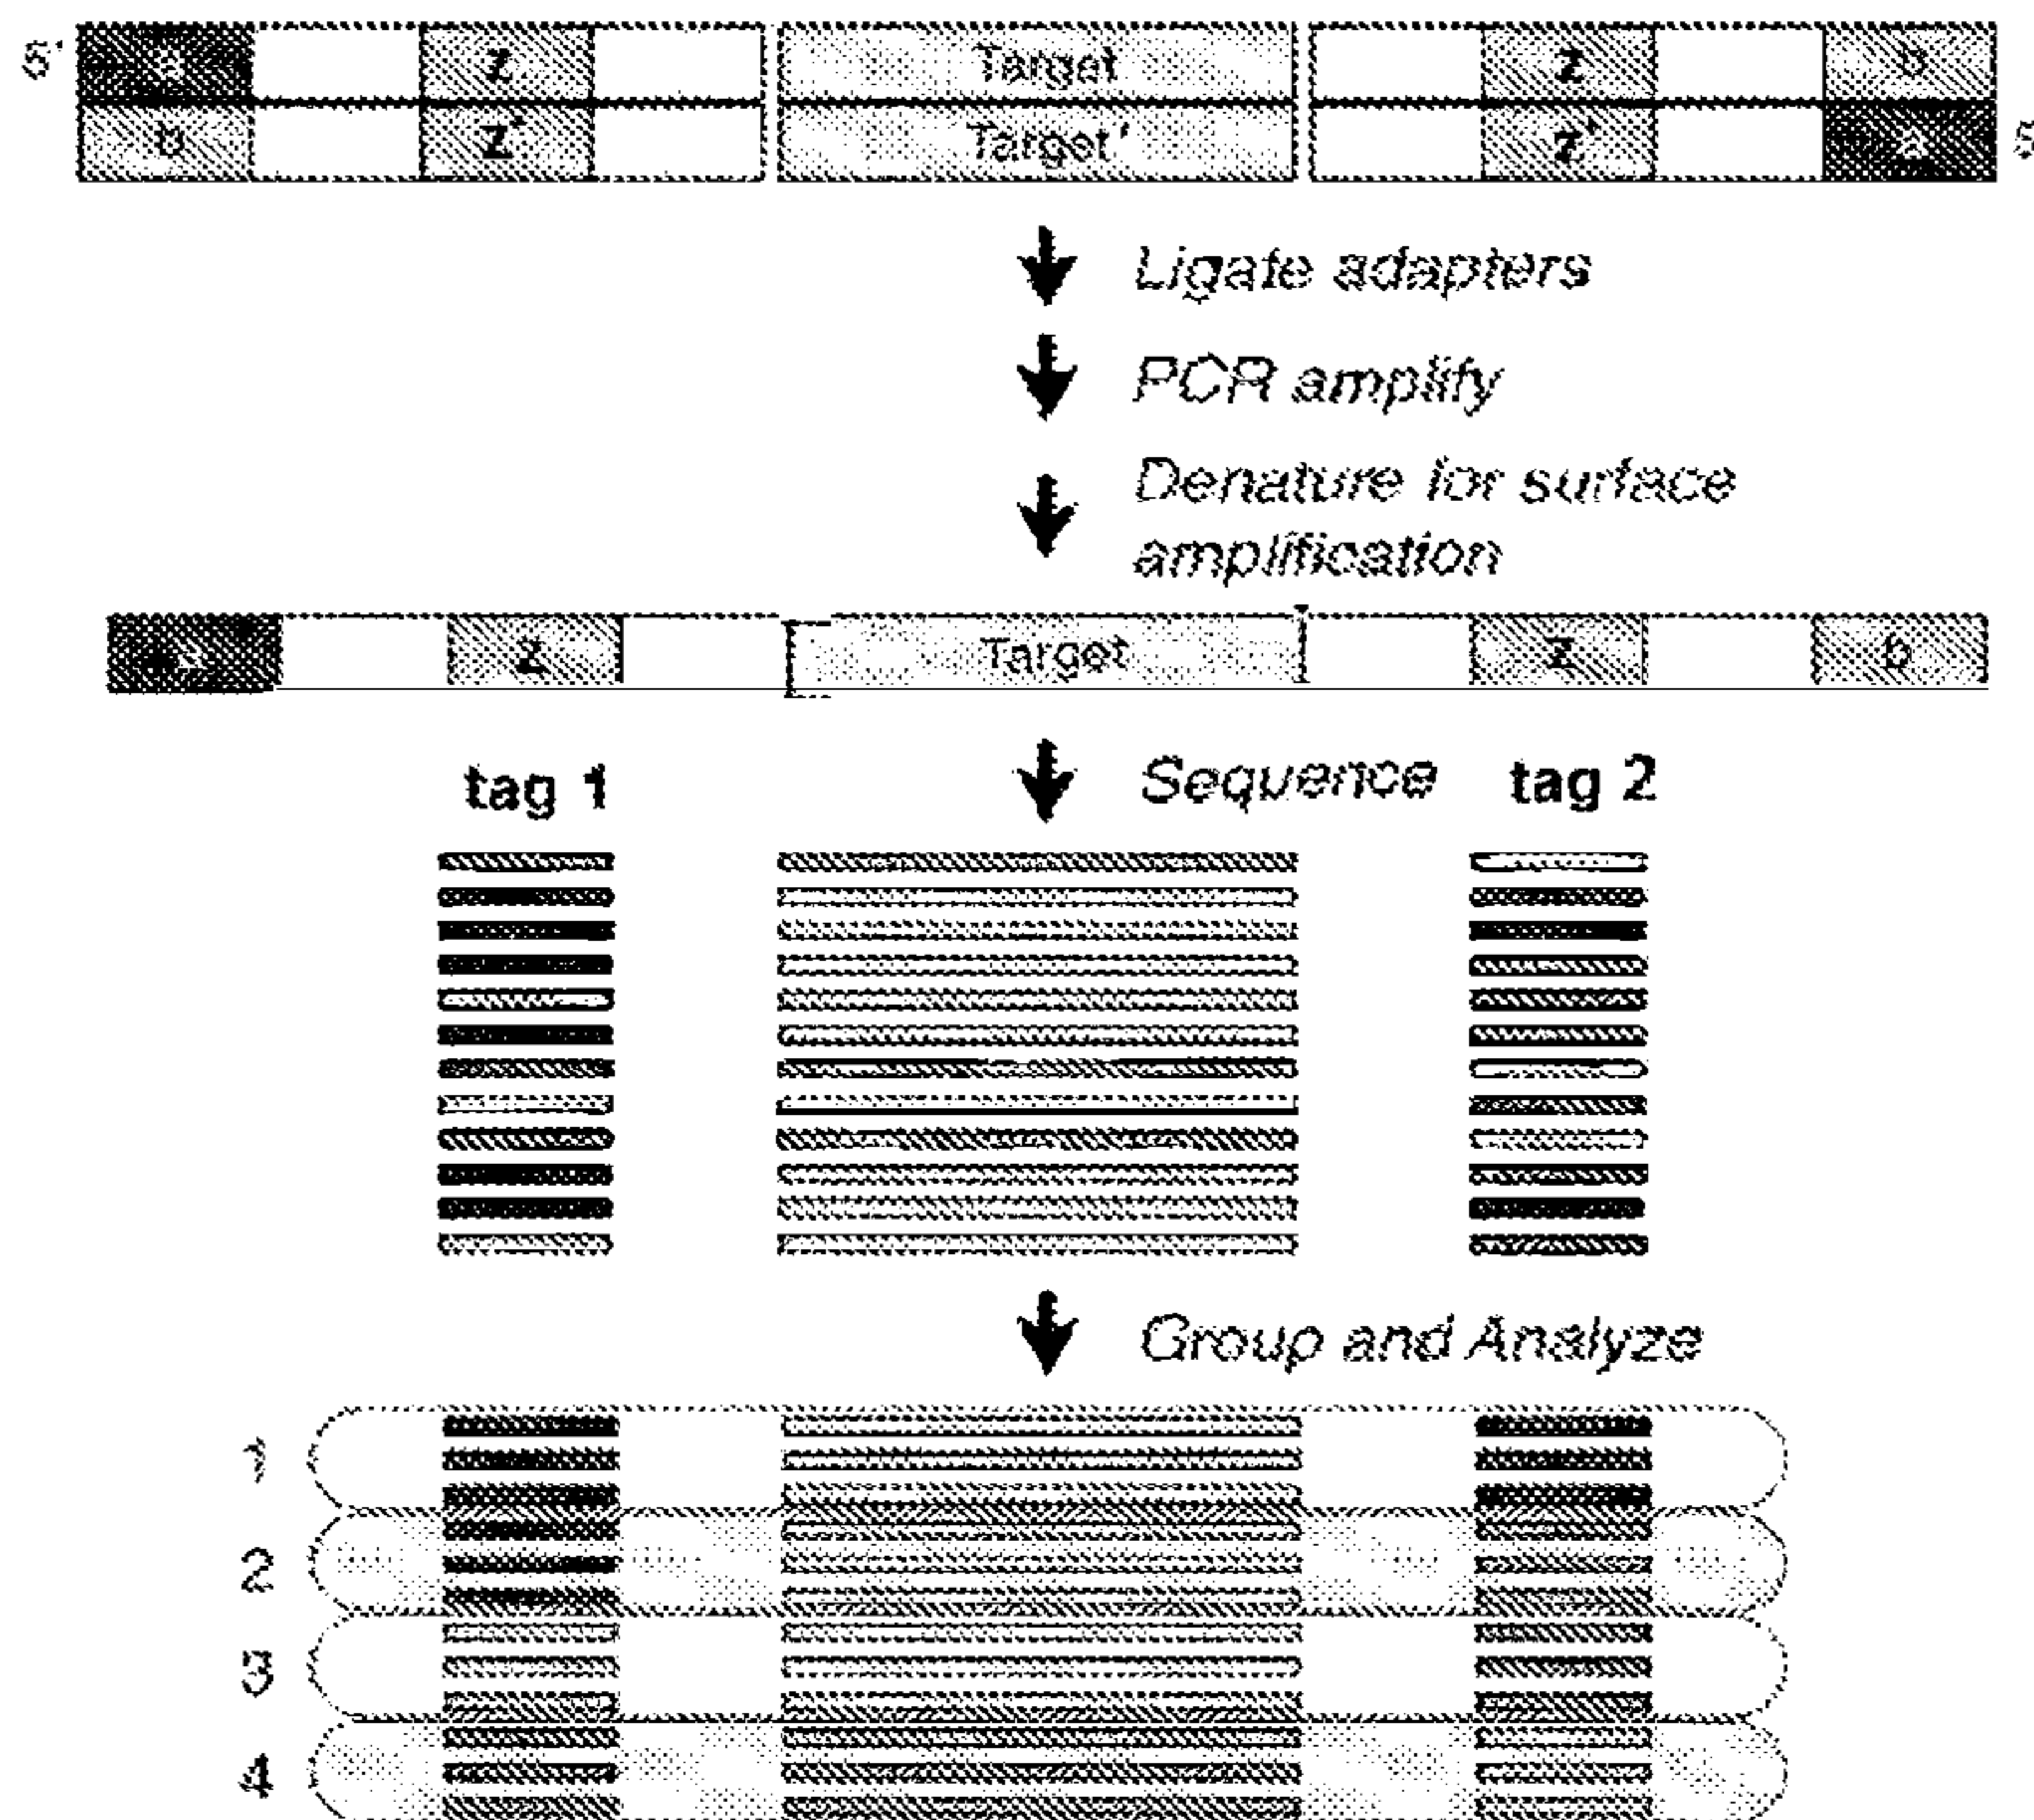 5' a z Target z b
b z' Target' z' a 5'
Ligate adapters
PCR amplify
Denature for surface
amplification
a z Target z b
tag 1 Sequence tag 2
Group and Analyze
1
2
3
4